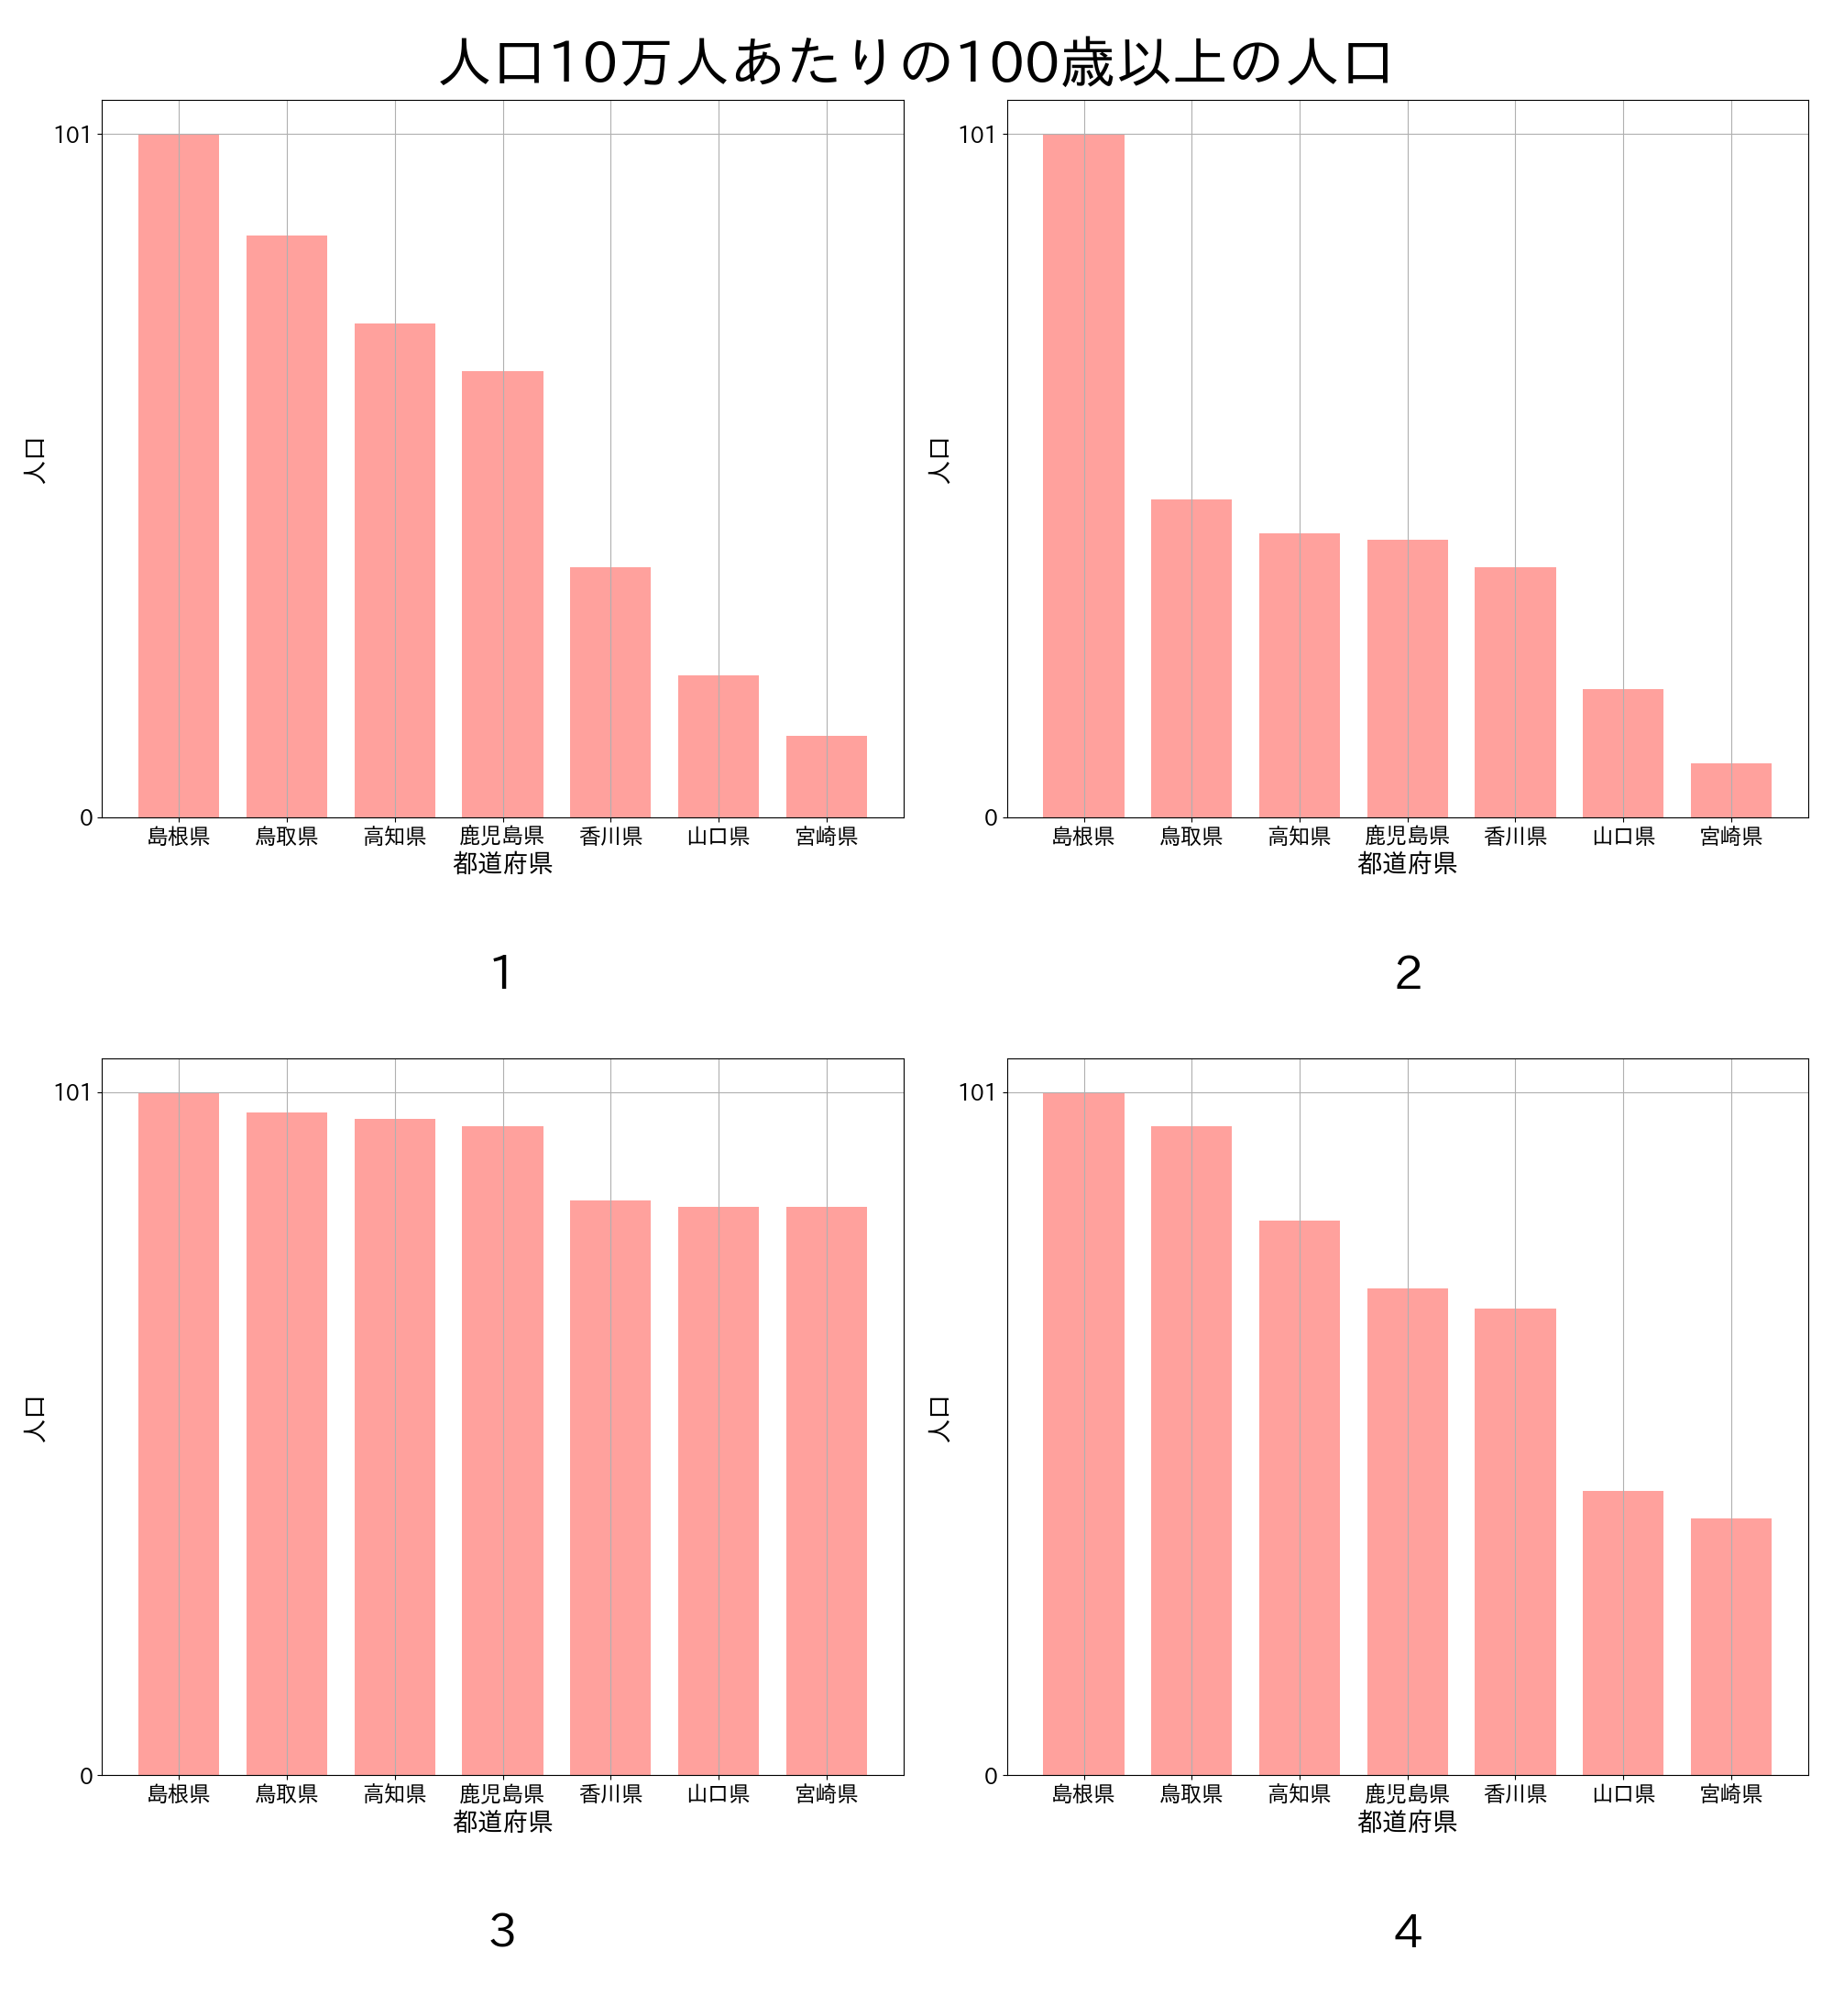 人口10万人あたりの100歳以上の人口
101
人口
0
島根県 鳥取県 高知県 鹿児島県 香川県 山口県 宮崎県
都道府県
1
101
人口
0
島根県 鳥取県 高知県 鹿児島県 香川県 山口県 宮崎県
都道府県
2
101
人口
0
島根県 鳥取県 高知県 鹿児島県 香川県 山口県 宮崎県
都道府県
3
101
人口
0
島根県 鳥取県 高知県 鹿児島県 香川県 山口県 宮崎県
都道府県
4